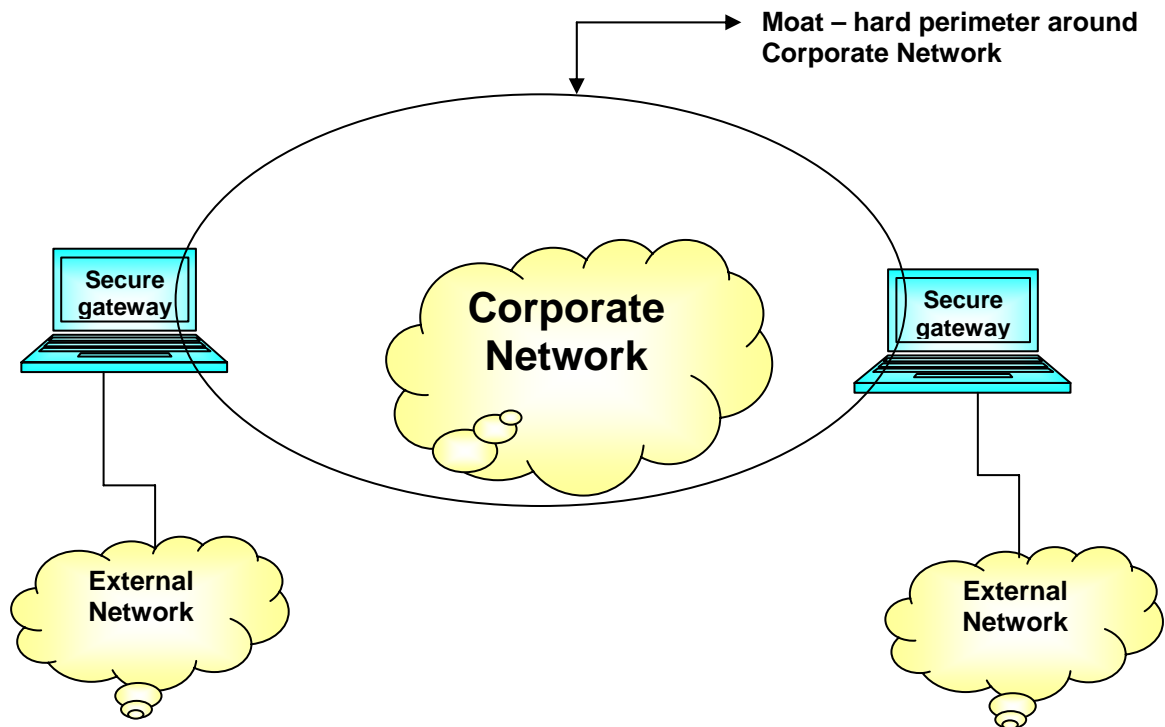 Moat – hard perimeter around
Corporate Network
Secure
gateway
Corporate
Network
Secure
gateway
External
Network
External
Network